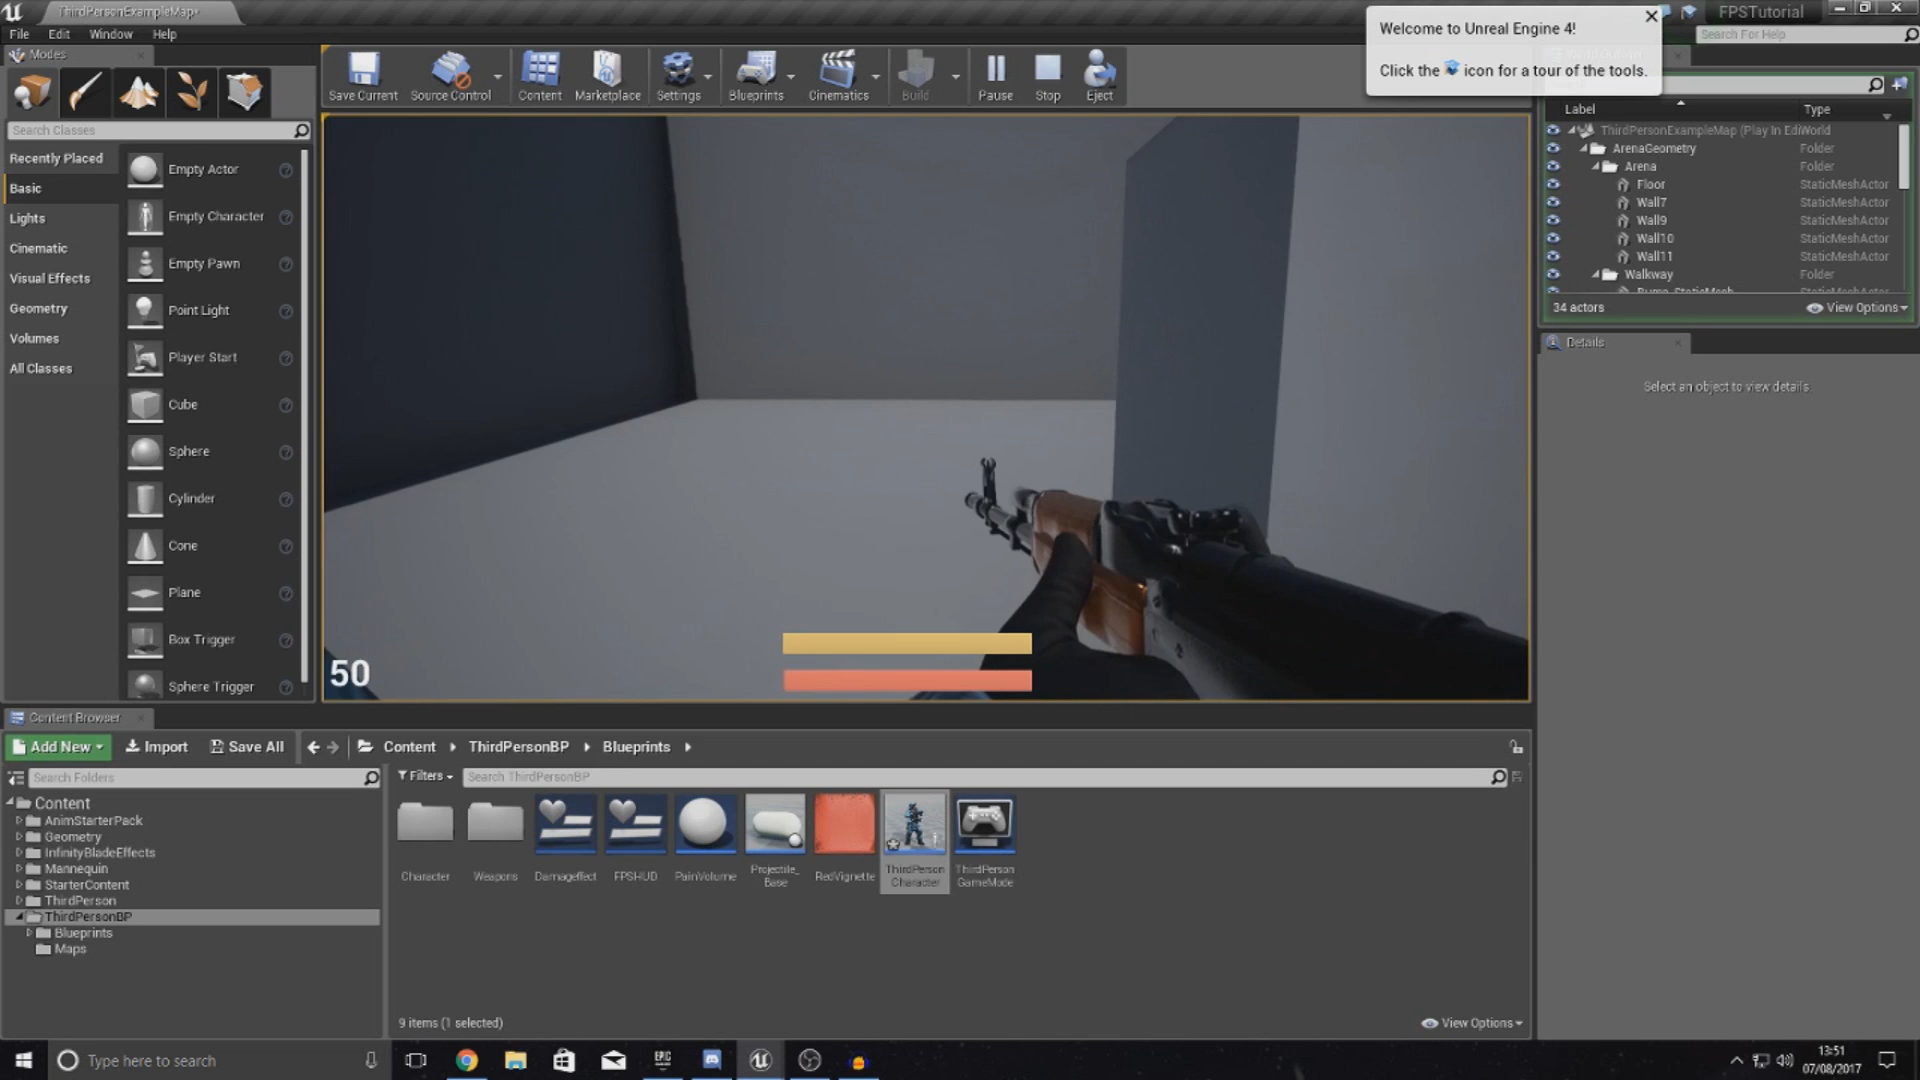 ThirdPersonExampleMap*
FPSTutorial
File Edit Window Help
Search For Help
Welcome to Unreal Engine 4!
Click the icon for a tour of the tools.
Modes
Save Current
Source Control
Content
Marketplace
Settings
Blueprints
Cinematics
Build
Pause
Stop
Eject
Search Classes
Recently Placed
Basic
Lights
Cinematic
Visual Effects
Geometry
Volumes
All Classes
Empty Actor
Empty Character
Empty Pawn
Point Light
Player Start
Cube
Sphere
Cylinder
Cone
Plane
Box Trigger
Sphere Trigger
50
Label Type
ThirdPersonExampleMap (Play In Edi World
ArenaGeometry Folder
Arena Folder
Floor StaticMeshActor
Wall7 StaticMeshActor
Wall9 StaticMeshActor
Wall10 StaticMeshActor
Wall11 StaticMeshActor
Walkway Folder
Bump_StaticMesh StaticMeshActor
34 actors
View Options
Details
Select an object to view details.
Content Browser
Add New
Import
Save All
Content
ThirdPersonBP
Blueprints
Search Folders
Filters
Search ThirdPersonBP
Content
AnimStarterPack
Geometry
InfinityBladeEffects
Mannequin
StarterContent
ThirdPerson
ThirdPersonBP
Blueprints
Maps
Character
Weapons
Damageffect
FPSHUD
PainVolume
Projectile_
Base
RedVignette
ThirdPerson
Character
ThirdPerson
GameMode
9 items (1 selected)
View Options
Type here to search
EPIC
13:51
07/08/2017